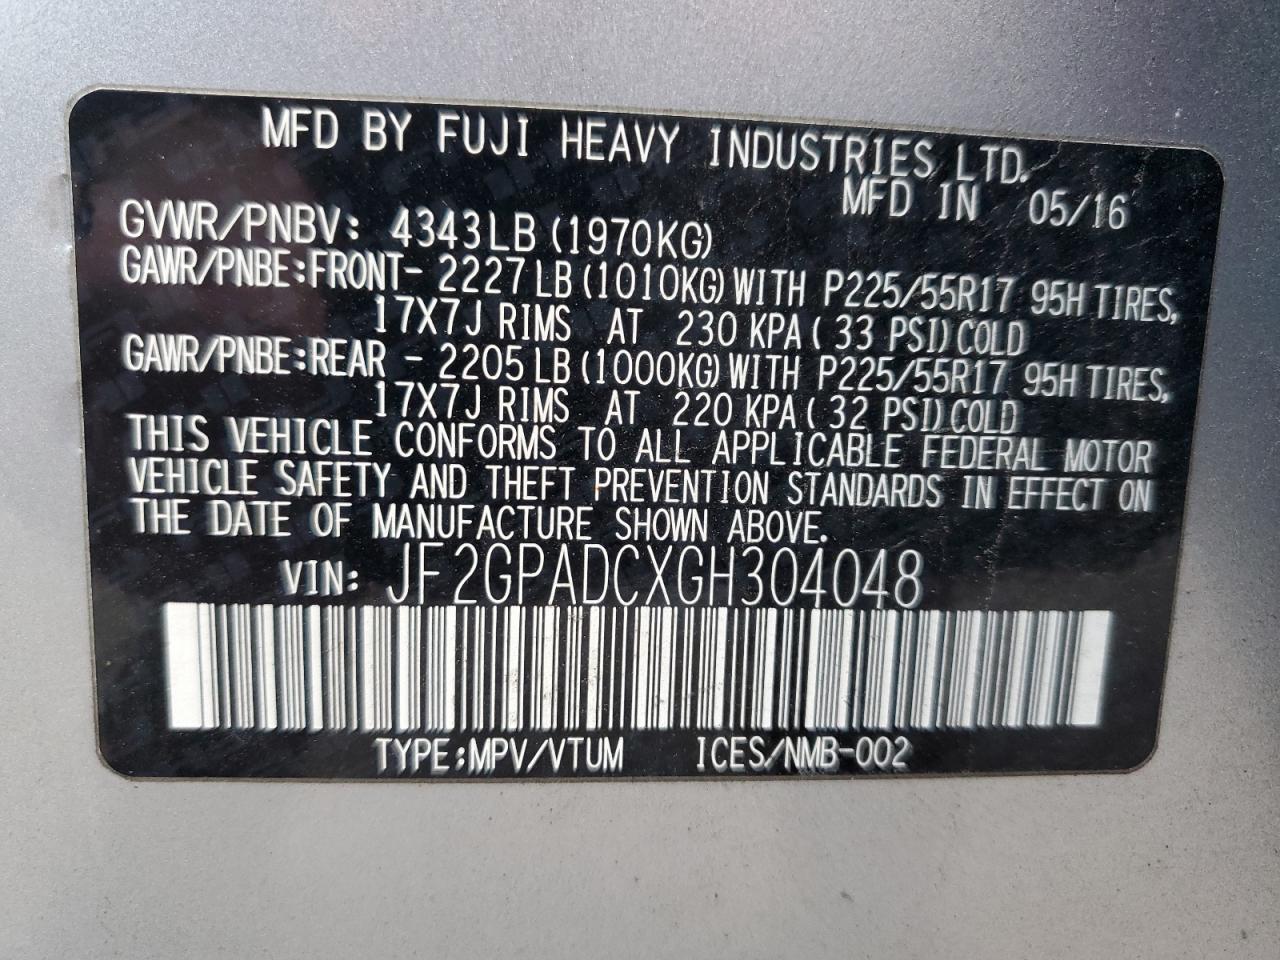 MFD BY FUJI HEAVY INDUSTRIES LTD.
MFD IN 05/16
GVWR/PNBV: 4343LB (1970KG)
GAWR/PNBE:FRONT- 2227LB (1010KG) WITH P225/55R17 95H TIRES,
17X7J RIMS AT 230 KPA ( 33 PSI) COLD
GAWR/PNBE:REAR - 2205LB (1000KG) WITH P225/55R17 95H TIRES,
17X7J RIMS AT 220 KPA ( 32 PSI) COLD
THIS VEHICLE CONFORMS TO ALL APPLICABLE FEDERAL MOTOR
VEHICLE SAFETY AND THEFT PREVENTION STANDARDS IN EFFECT ON
THE DATE OF MANUFACTURE SHOWN ABOVE.
VIN: JF2GPADCXGH304048
TYPE:MPV/VTUM ICES/NMB-002